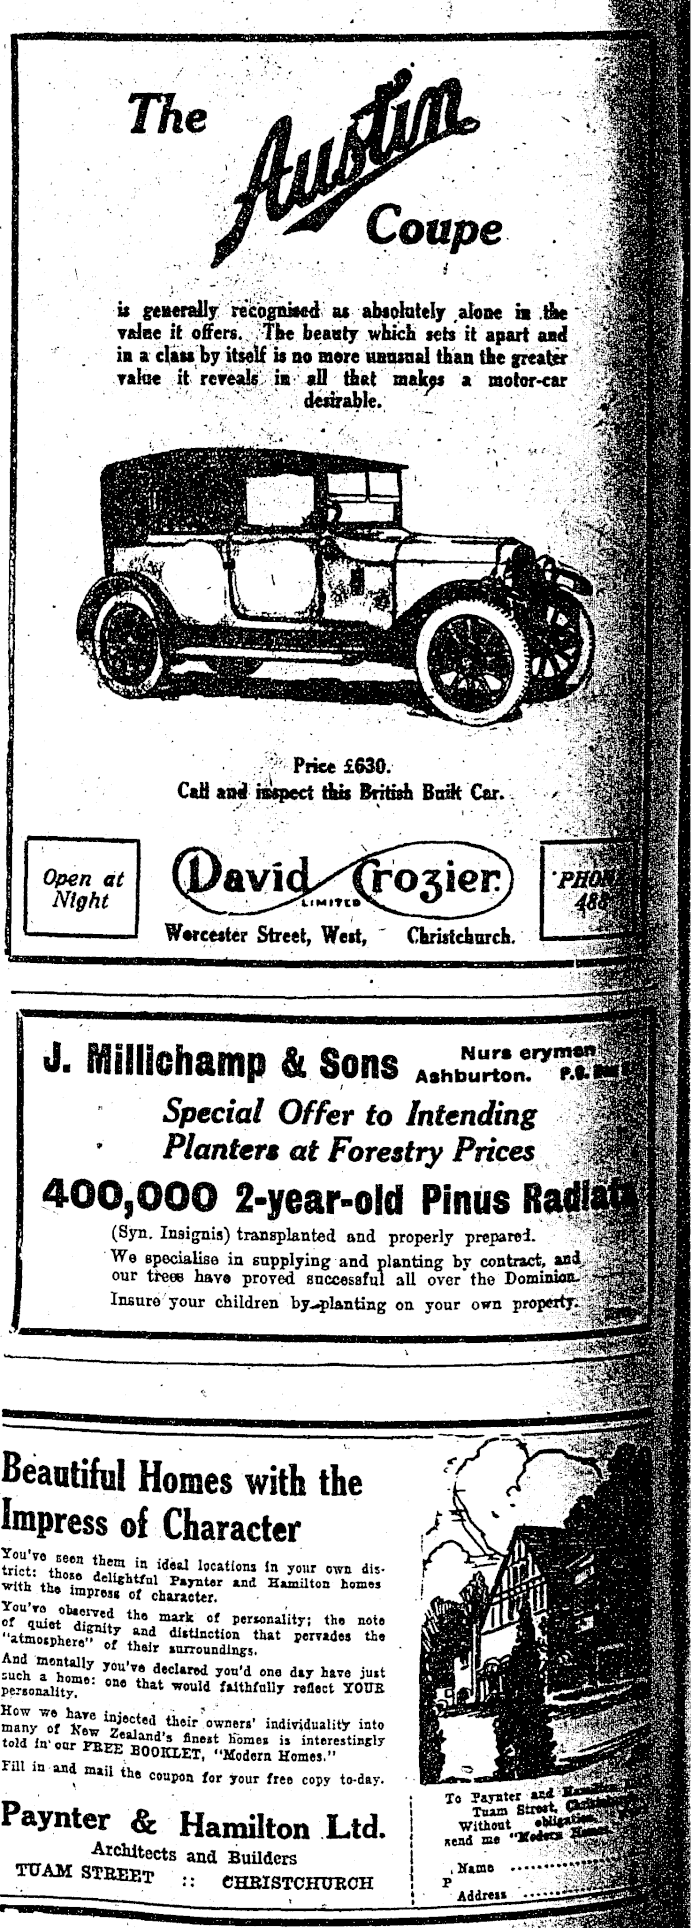 The
Austin
Coupe
is generally recognised as absolutely alone in the
value it offers. The beauty which sets it apart and
in a class by itself is no more unusual than the greater
value it reveals in all that makes a motor-car
desirable.
Price £630.
Call and inspect this British Built Car.
Open at
Night
David Crozier.
LIMITED
Worcester Street, West, Christchurch.
'PHONE
488
J. Millichamp & Sons
Nurserymen
Ashburton. P.O.
Special Offer to Intending
Planters at Forestry Prices
400,000 2-year-old Pinus Radiata
(Syn. Insignis) transplanted and properly prepared.
We specialise in supplying and planting by contract, and
our trees have proved successful all over the Dominion.
Insure your children by planting on your own property.
Beautiful Homes with the
Impress of Character
You've seen them in ideal locations in your own dis-
trict: those delightful Paynter and Hamilton homes
with the impress of character.
You've observed the mark of personality; the note
of quiet dignity and distinction that pervades the
"atmosphere" of their surroundings.
And mentally you've declared you'd one day have just
such a home: one that would faithfully reflect YOUR
personality.
How we have injected their owners' individuality into
many of New Zealand's finest homes is interestingly
told in our FREE BOOKLET, "Modern Homes."
Fill in and mail the coupon for your free copy to-day.
Paynter & Hamilton Ltd.
Architects and Builders
TUAM STREET :: CHRISTCHURCH
To Paynter and Hamilton
Tuam Street, Christchurch
Without obligation,
send me "Modern Homes
Name
P
Address